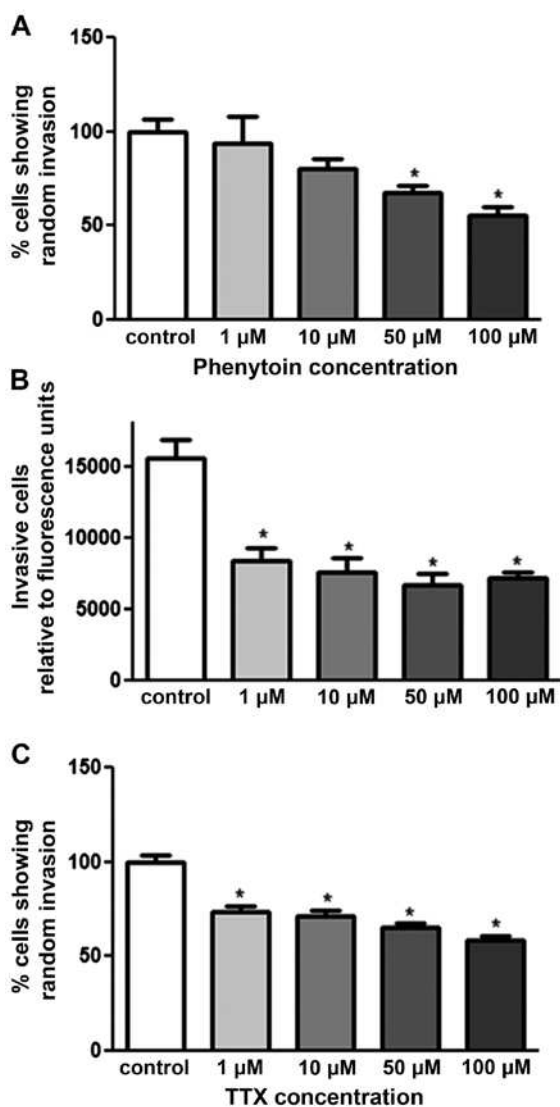 A
% cells showing
random invasion
150
100
50
0
*
*
control 1 µM 10 µM 50 µM 100 µM
Phenytoin concentration
B
Invasive cells
relative to fluorescence units
15000
10000
5000
0
*
*
*
*
control 1 µM 10 µM 50 µM 100 µM
C
% cells showing
random invasion
150
100
50
0
*
*
*
*
control 1 µM 10 µM 50 µM 100 µM
TTX concentration